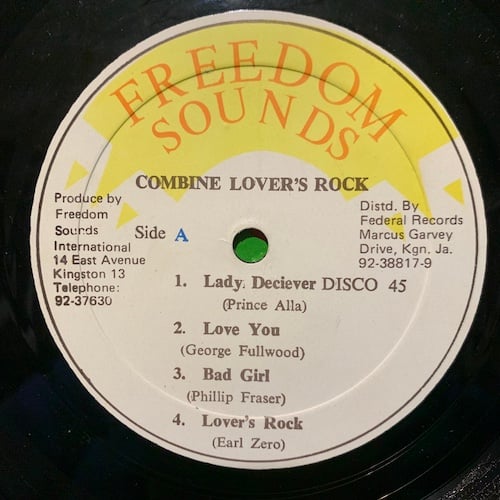 FREEDOM
SOUNDS
COMBINE LOVER'S ROCK
Produce by
Freedom
Sounds
International
14 East Avenue
Kingston 13
Telephone:
92-37630
Side A
Distd. By
Federal Records
Marcus Garvey
Drive, Kgn. Ja.
92-38817-9
1. Lady Deciever DISCO 45
(Prince Alla)
2. Love You
(George Fullwood)
3. Bad Girl
(Phillip Fraser)
4. Lover's Rock
(Earl Zero)